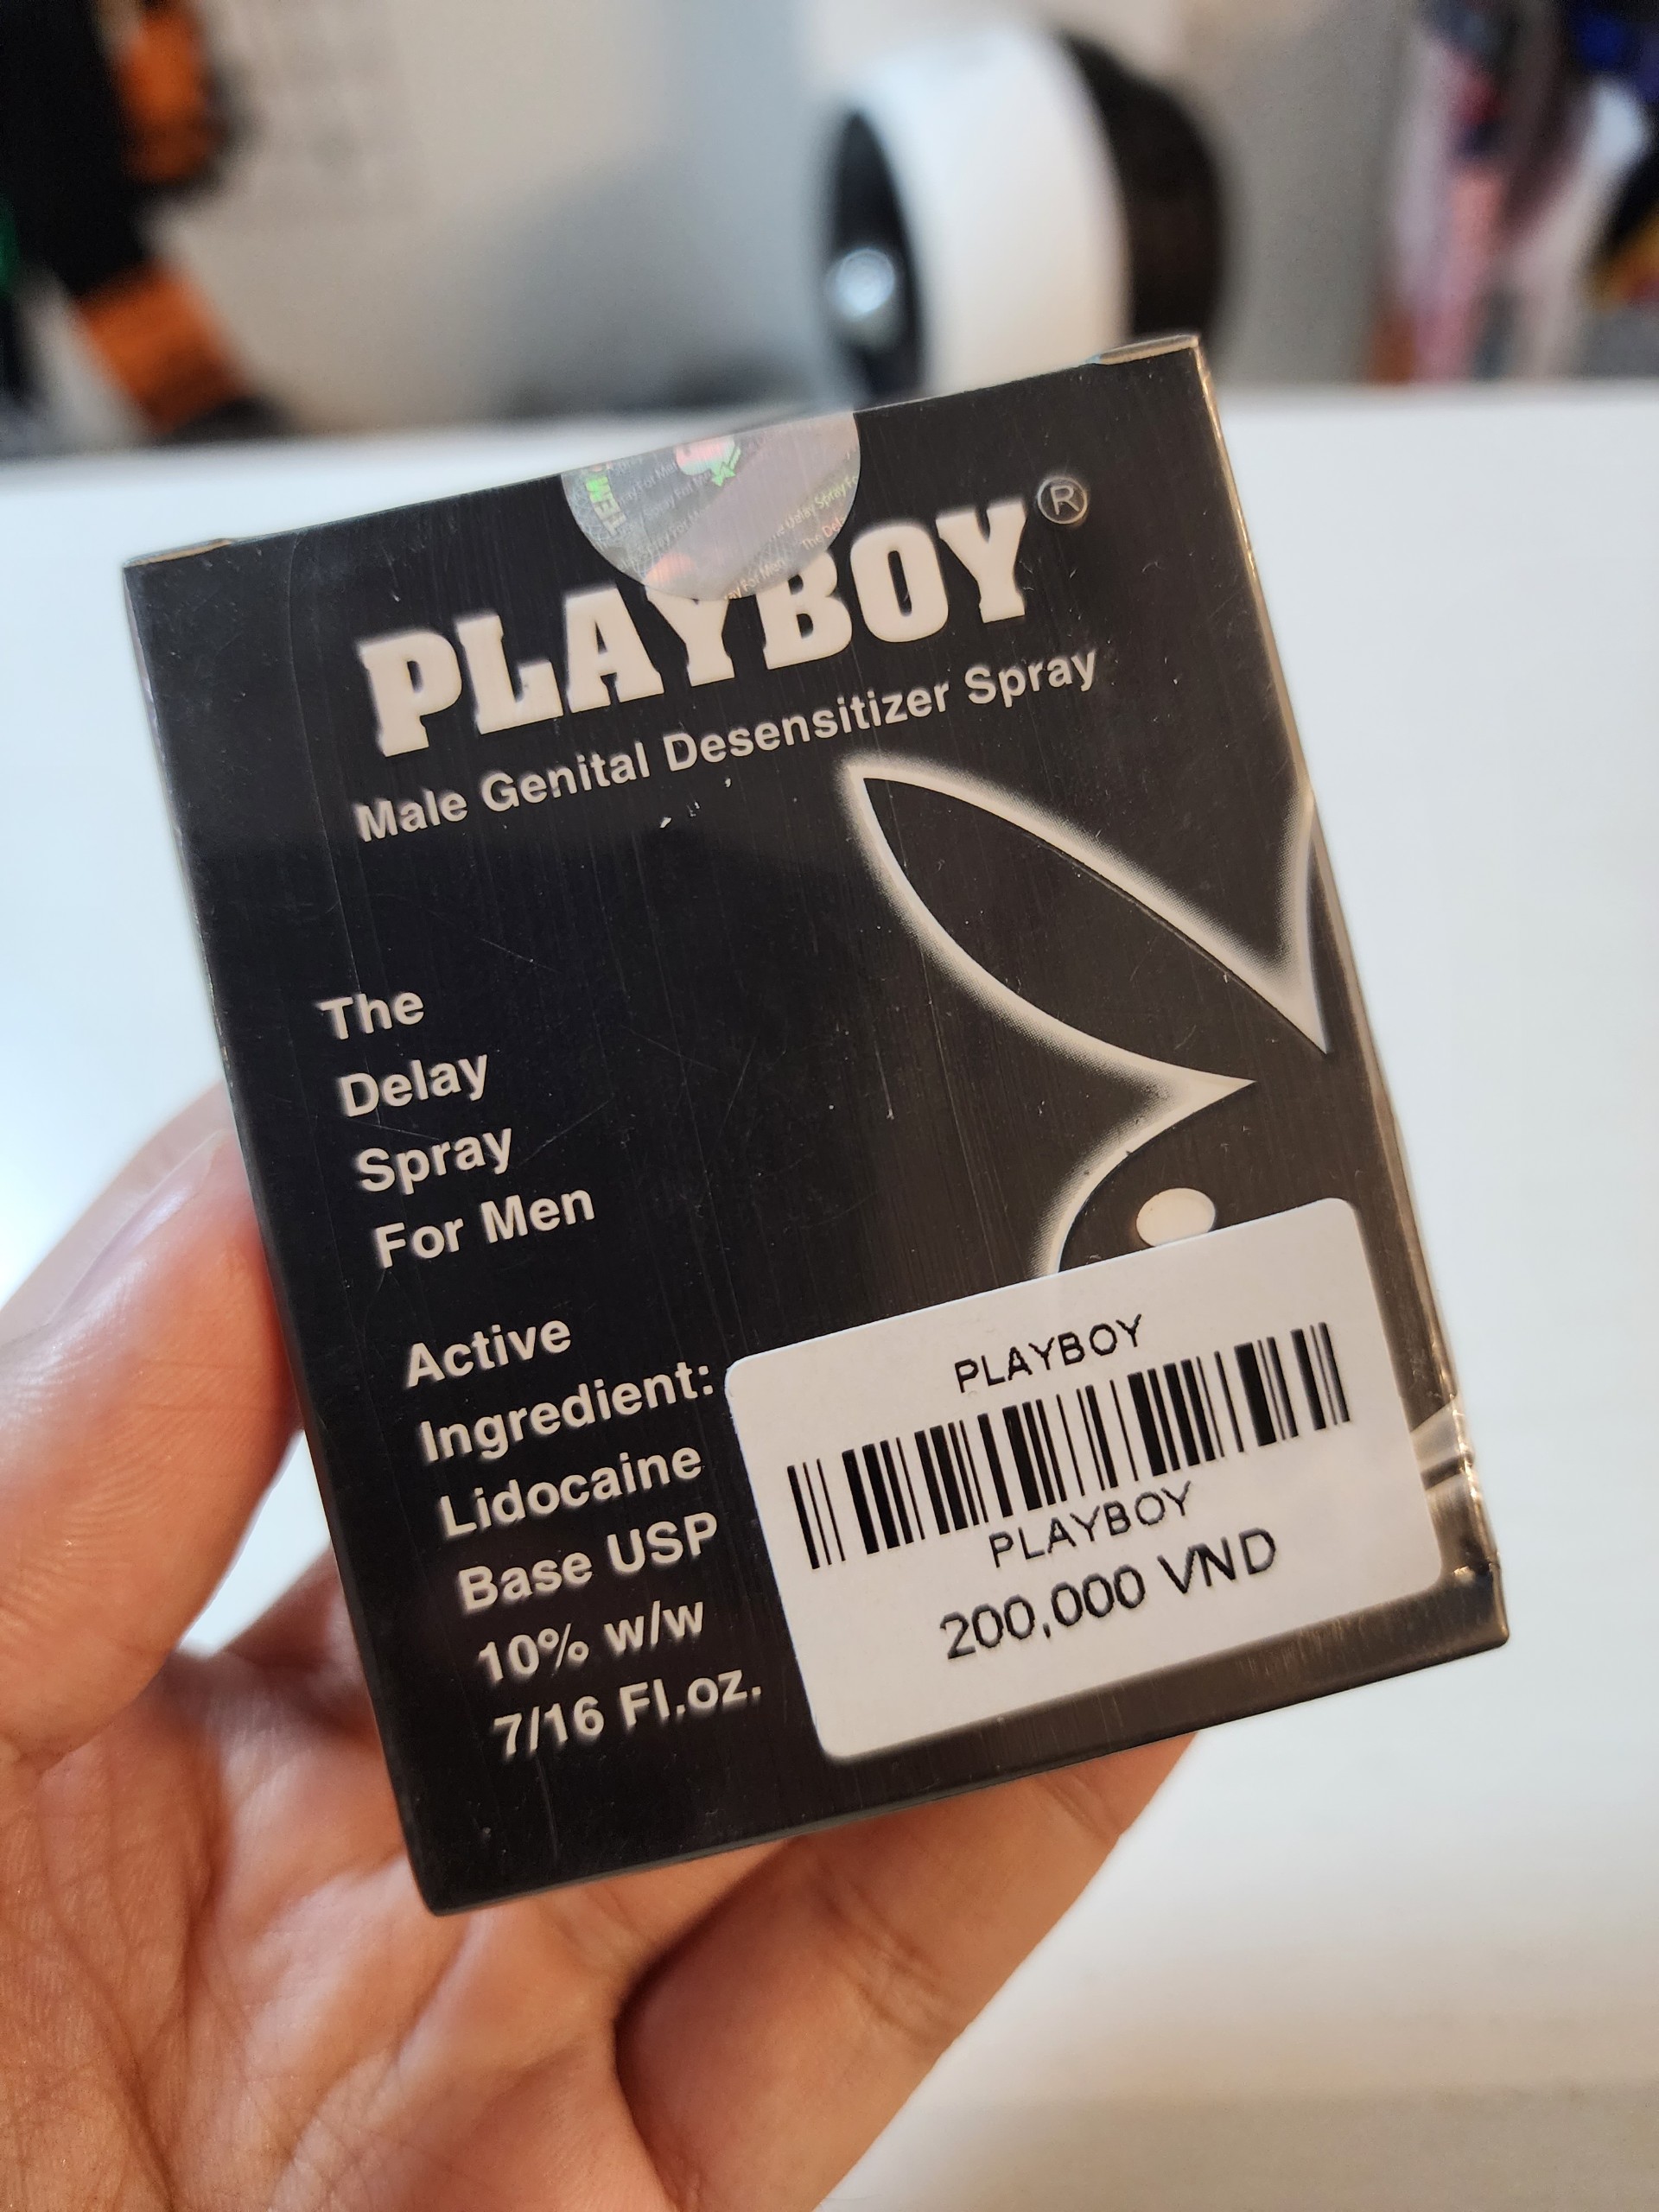 PLAYBOY®
Male Genital Desensitizer Spray
The
Delay
Spray
For Men
Active
Ingredient:
Lidocaine
Base USP
10% w/w
7/16 Fl.oz.
PLAYBOY
PLAYBOY
200,000 VND